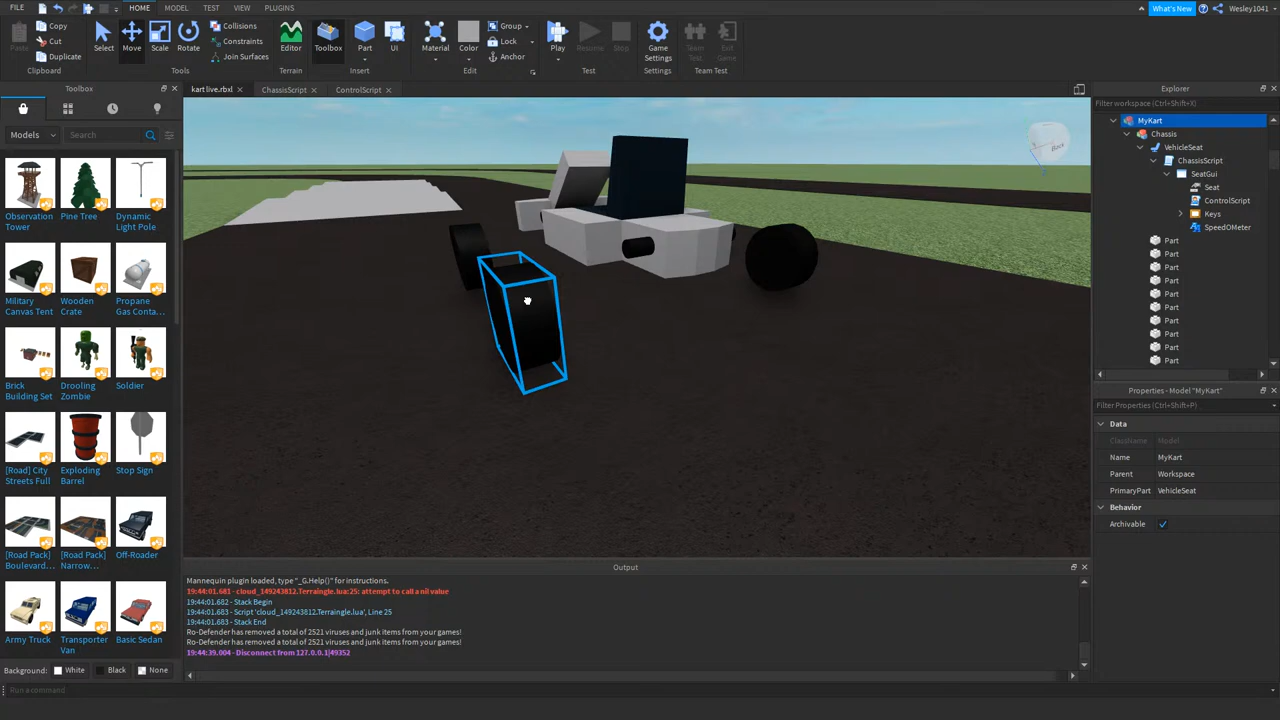 FILE HOME MODEL TEST VIEW PLUGINS What's New Wesley1041
Copy
Cut
Duplicate
Paste
Clipboard
Select Move Scale Rotate
Collisions
Constraints
Join Surfaces
Tools
Editor
Terrain
Toolbox Part UI
Insert
Material Color
Group
Lock
Anchor
Edit
Play Resume Stop
Test
Game Settings
Settings
Team Test Exit Game
Team Test
Toolbox
Models Search
Observation Tower
Pine Tree
Dynamic Light Pole
Military Canvas Tent
Wooden Crate
Propane Gas Conta...
Brick Building Set
Drooling Zombie
Soldier
[Road] City Streets Full
Exploding Barrel
Stop Sign
[Road Pack] Boulevard...
[Road Pack] Narrow...
Off-Roader
Army Truck
Transporter Van
Basic Sedan
Background: White Black None
kart live.rbxl ChassisScript ControlScript
Back
Output
Mannequin plugin loaded, type "_G.Help()" for instructions.
19:44:01.681 - cloud_149243812.Terraingle.lua:25: attempt to call a nil value
19:44:01.682 - Stack Begin
19:44:01.683 - Script 'cloud_149243812.Terraingle.lua', Line 25
19:44:01.683 - Stack End
Ro-Defender has removed a total of 2521 viruses and junk items from your games!
Ro-Defender has removed a total of 2521 viruses and junk items from your games!
19:44:39.004 - Disconnect from 127.0.0.1|49352
Run a command
Explorer
Filter workspace (Ctrl+Shift+X)
MyKart
Chassis
VehicleSeat
ChassisScript
SeatGui
Seat
ControlScript
Keys
SpeedOMeter
Part
Part
Part
Part
Part
Part
Part
Part
Part
Part
Properties - Model "MyKart"
Filter Properties (Ctrl+Shift+P)
Data
ClassName Model
Name MyKart
Parent Workspace
PrimaryPart VehicleSeat
Behavior
Archivable